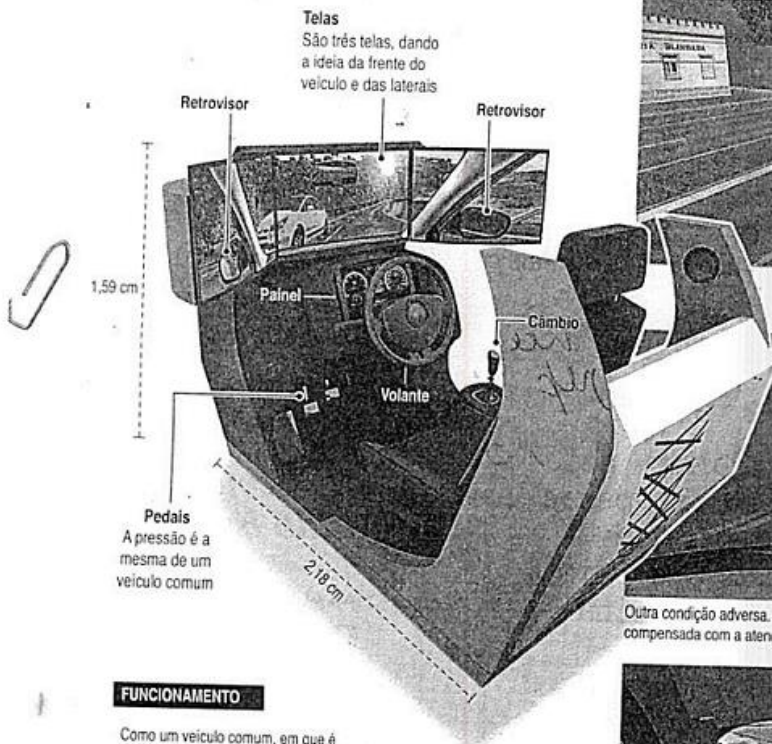 Telas
São três telas, dando
a ideia da frente do
veículo e das laterais
Retrovisor
Retrovisor
1,59 cm
Painel
Câmbio
Volante
Pedais
A pressão é a
mesma de um
veículo comum
2,18 cm
Outra condição adversa.
compensada com a aten
FUNCIONAMENTO
Como um veículo comum, em que é